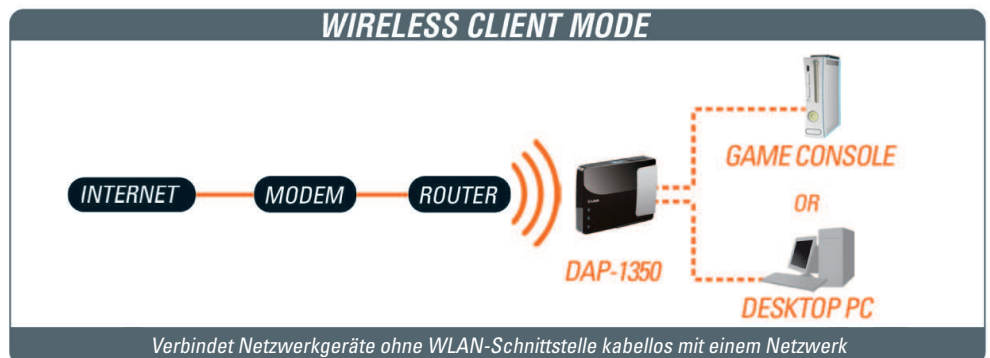 WIRELESS CLIENT MODE
INTERNET
MODEM
ROUTER
DAP-1350
GAME CONSOLE
OR
DESKTOP PC
Verbindet Netzwerkgeräte ohne WLAN-Schnittstelle kabellos mit einem Netzwerk